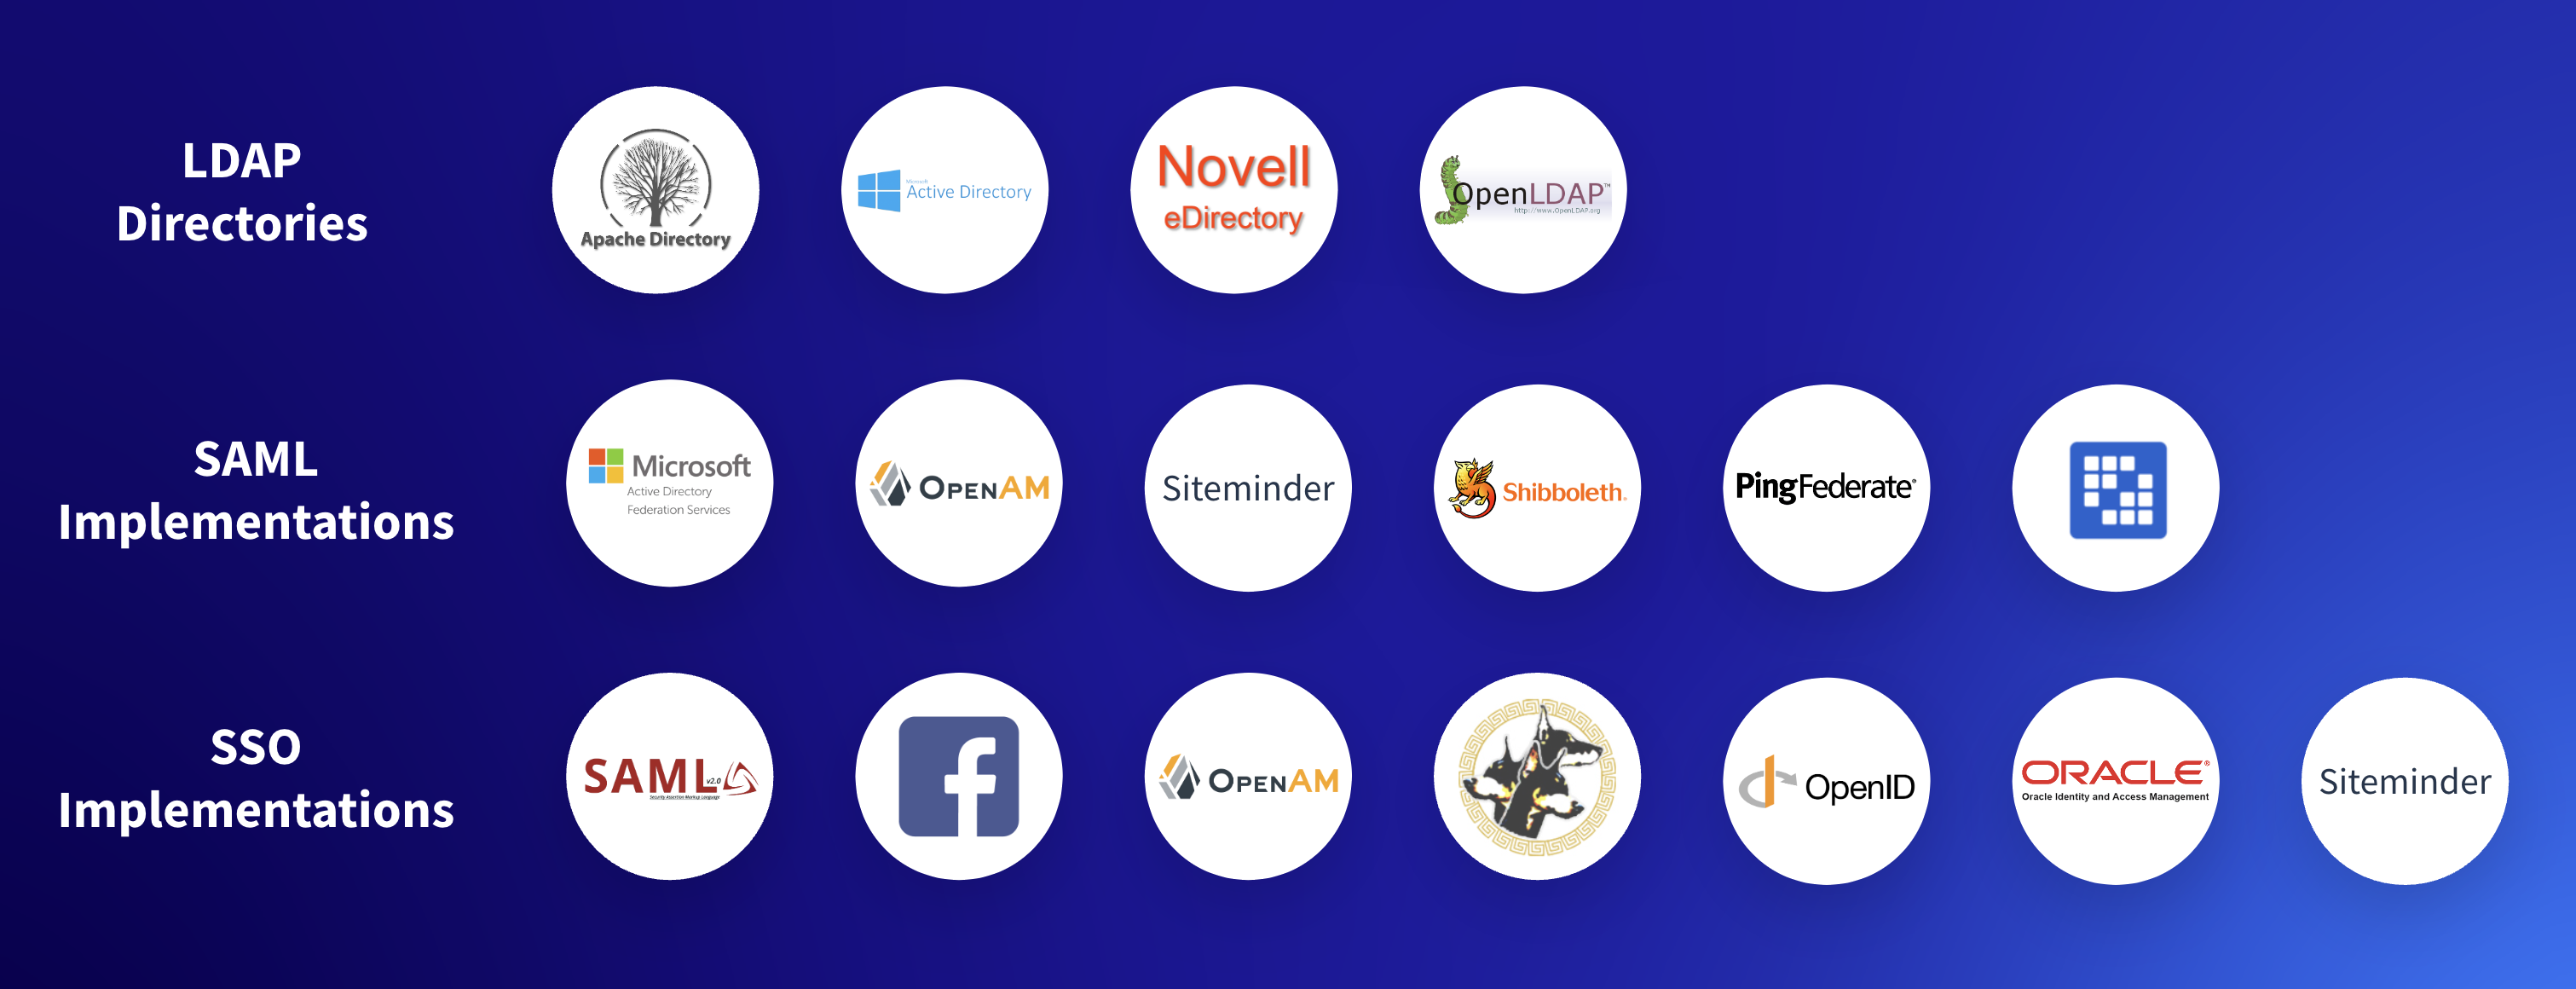 LDAP
Directories
Apache Directory
Microsoft
Active Directory
Novell
eDirectory
OpenLDAP™
http://www.OpenLDAP.org
SAML
Implementations
Microsoft
Active Directory
Federation Services
OPENAM
Siteminder
Shibboleth.
PingFederate®
SSO
Implementations
SAML v2.0
Security Assertion Markup Language
f
OPENAM
OpenID
ORACLE®
Oracle Identity and Access Management
Siteminder